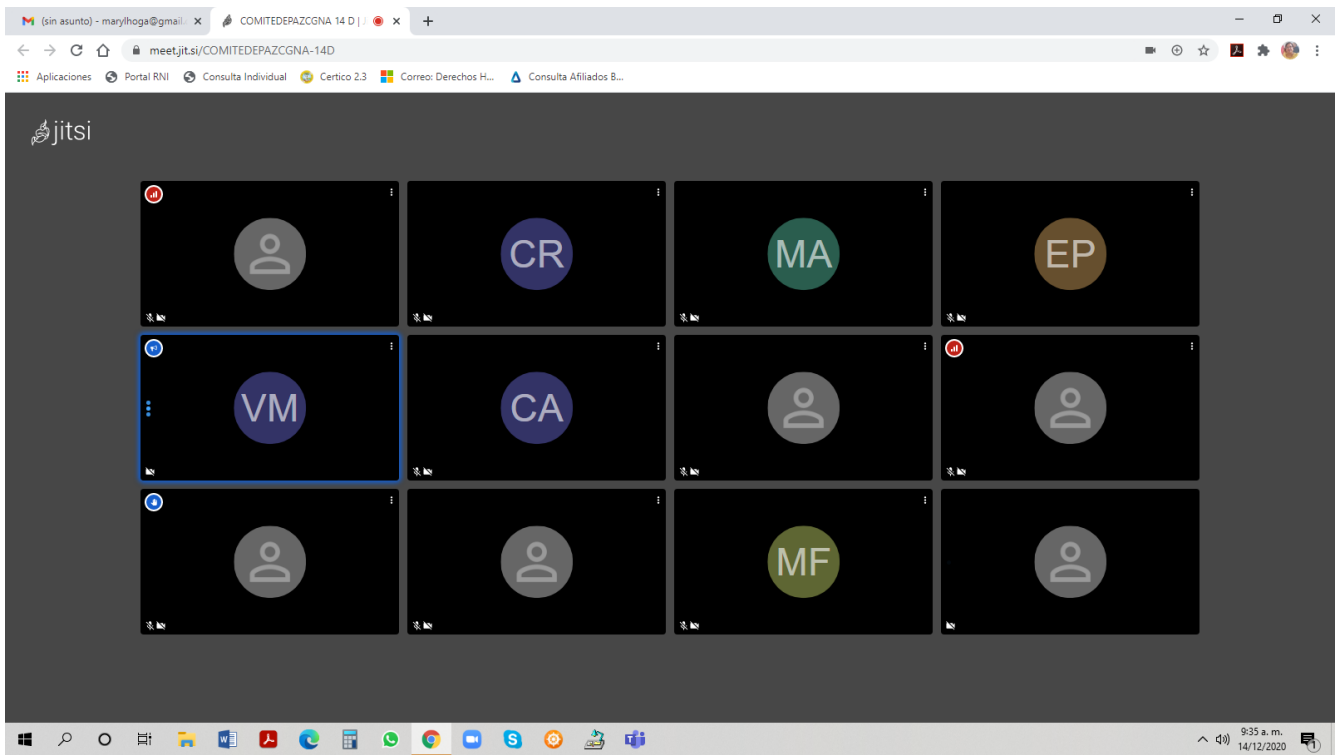 (sin asunto) - marylhoga@gmail.
COMITEDEPAZCGNA 14 D |
meet.jit.si/COMITEDEPAZCGNA-14D
Aplicaciones Portal RNI Consulta Individual Certico 2.3 Correo: Derechos H... Consulta Afiliados B...
jitsi
CR MA EP
VM CA
MF
9:35 a. m.
14/12/2020